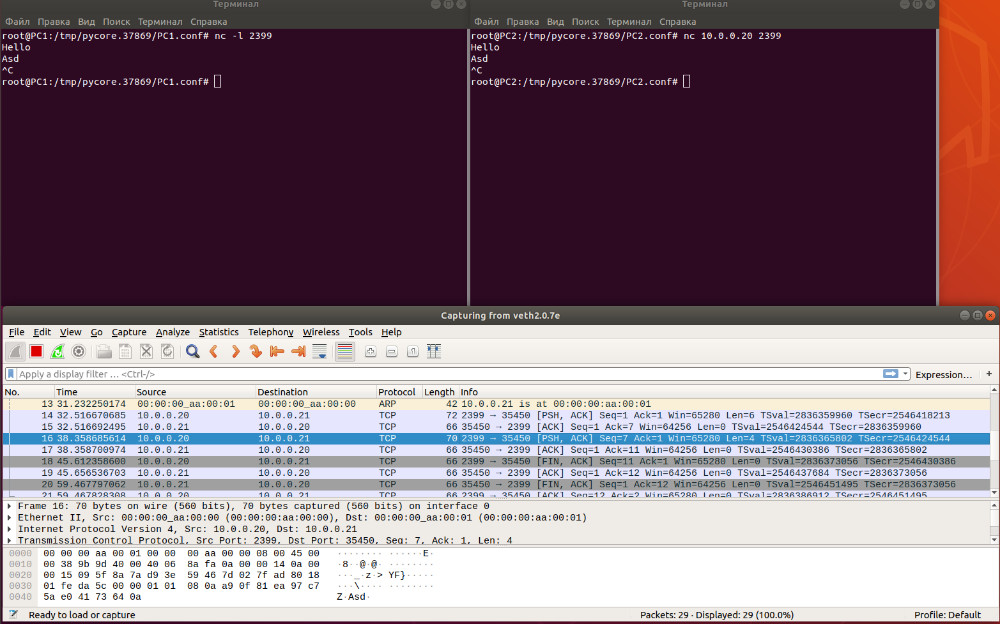 Терминал
Файл Правка Вид Поиск Терминал Справка
root@PC1:/tmp/pycore.37869/PC1.conf# nc -l 2399
Hello
Asd
^C
root@PC1:/tmp/pycore.37869/PC1.conf#
Терминал
Файл Правка Вид Поиск Терминал Справка
root@PC2:/tmp/pycore.37869/PC2.conf# nc 10.0.0.20 2399
Hello
Asd
^C
root@PC2:/tmp/pycore.37869/PC2.conf#
Capturing from veth2.0.7e
File Edit View Go Capture Analyze Statistics Telephony Wireless Tools Help
Apply a display filter … <Ctrl-/> Expression… +
No. Time Source Destination Protocol Length Info
13 31.232250174 00:00:00_aa:00:01 00:00:00_aa:00:00 ARP 42 10.0.0.21 is at 00:00:00:aa:00:01
14 32.516670685 10.0.0.20 10.0.0.21 TCP 72 2399 → 35450 [PSH, ACK] Seq=1 Ack=1 Win=65280 Len=6 TSval=2836359960 TSecr=2546418213
15 32.516692495 10.0.0.21 10.0.0.20 TCP 66 35450 → 2399 [ACK] Seq=1 Ack=7 Win=64256 Len=0 TSval=2546424544 TSecr=2836359960
16 38.358685614 10.0.0.20 10.0.0.21 TCP 70 2399 → 35450 [PSH, ACK] Seq=7 Ack=1 Win=65280 Len=4 TSval=2836365802 TSecr=2546424544
17 38.358700974 10.0.0.21 10.0.0.20 TCP 66 35450 → 2399 [ACK] Seq=1 Ack=11 Win=64256 Len=0 TSval=2546430386 TSecr=2836365802
18 45.612358600 10.0.0.20 10.0.0.21 TCP 66 2399 → 35450 [FIN, ACK] Seq=11 Ack=1 Win=65280 Len=0 TSval=2836373056 TSecr=2546430386
19 45.656536703 10.0.0.21 10.0.0.20 TCP 66 35450 → 2399 [ACK] Seq=1 Ack=12 Win=64256 Len=0 TSval=2546437684 TSecr=2836373056
20 59.467797062 10.0.0.21 10.0.0.20 TCP 66 35450 → 2399 [FIN, ACK] Seq=1 Ack=12 Win=64256 Len=0 TSval=2546451495 TSecr=2836373056
21 59.467828308 10.0.0.20 10.0.0.21 TCP 66 2399 → 35450 [ACK] Seq=12 Ack=2 Win=65280 Len=0 TSval=2836386912 TSecr=2546451495
Frame 16: 70 bytes on wire (560 bits), 70 bytes captured (560 bits) on interface 0
Ethernet II, Src: 00:00:00_aa:00:00 (00:00:00:aa:00:00), Dst: 00:00:00_aa:00:01 (00:00:00:aa:00:01)
Internet Protocol Version 4, Src: 10.0.0.20, Dst: 10.0.0.21
Transmission Control Protocol, Src Port: 2399, Dst Port: 35450, Seq: 7, Ack: 1, Len: 4
0000 00 00 00 aa 00 01 00 00 00 aa 00 00 08 00 45 00 ········ ······E·
0010 00 38 9b 9d 40 00 40 06 8a fa 0a 00 00 14 0a 00 ·8··@·@· ········
0020 00 15 09 5f 8a 7a d9 3e 59 46 7d 02 7f ad 80 18 ···_·z·> YF}·····
0030 01 fe da 5c 00 00 01 01 08 0a a9 0f 81 ea 97 c7 ···\···· ········
0040 5a e0 41 73 64 0a Z·Asd·
Ready to load or capture Packets: 29 · Displayed: 29 (100.0%) Profile: Default